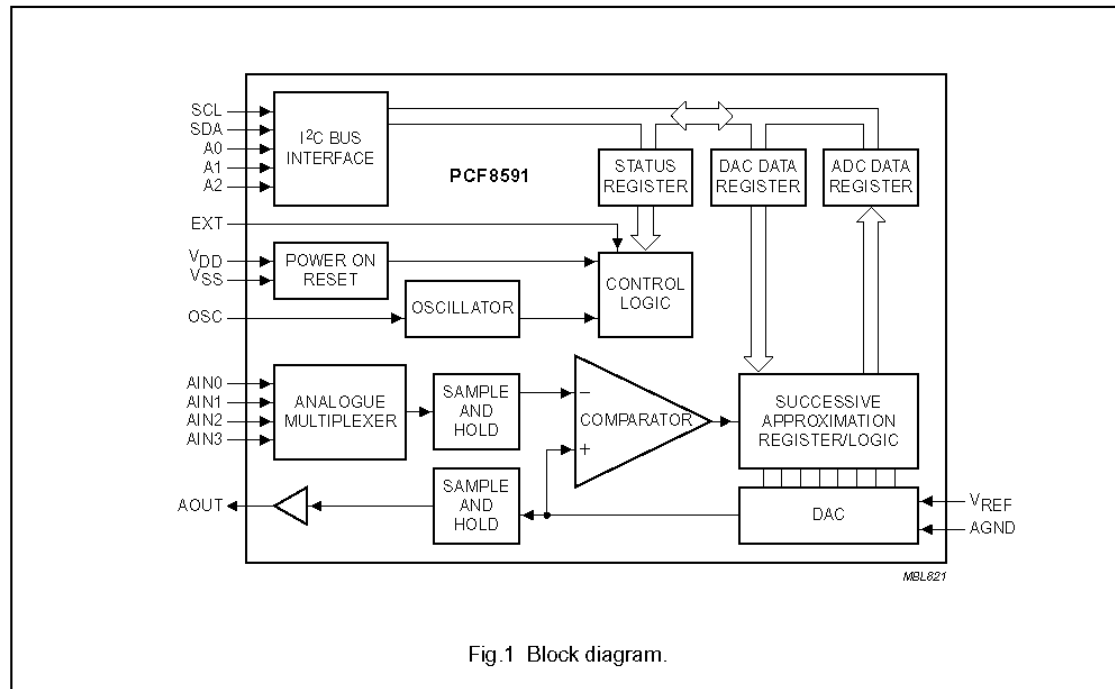 SCL
SDA
A0
A1
A2
I²C BUS
INTERFACE
PCF8591
STATUS
REGISTER
DAC DATA
REGISTER
ADC DATA
REGISTER
EXT
VDD
VSS
POWER ON
RESET
CONTROL
LOGIC
OSC
OSCILLATOR
AIN0
AIN1
AIN2
AIN3
ANALOGUE
MULTIPLEXER
SAMPLE
AND
HOLD
−
COMPARATOR
+
SUCCESSIVE
APPROXIMATION
REGISTER/LOGIC
AOUT
SAMPLE
AND
HOLD
DAC
VREF
AGND
MBL821
Fig.1 Block diagram.